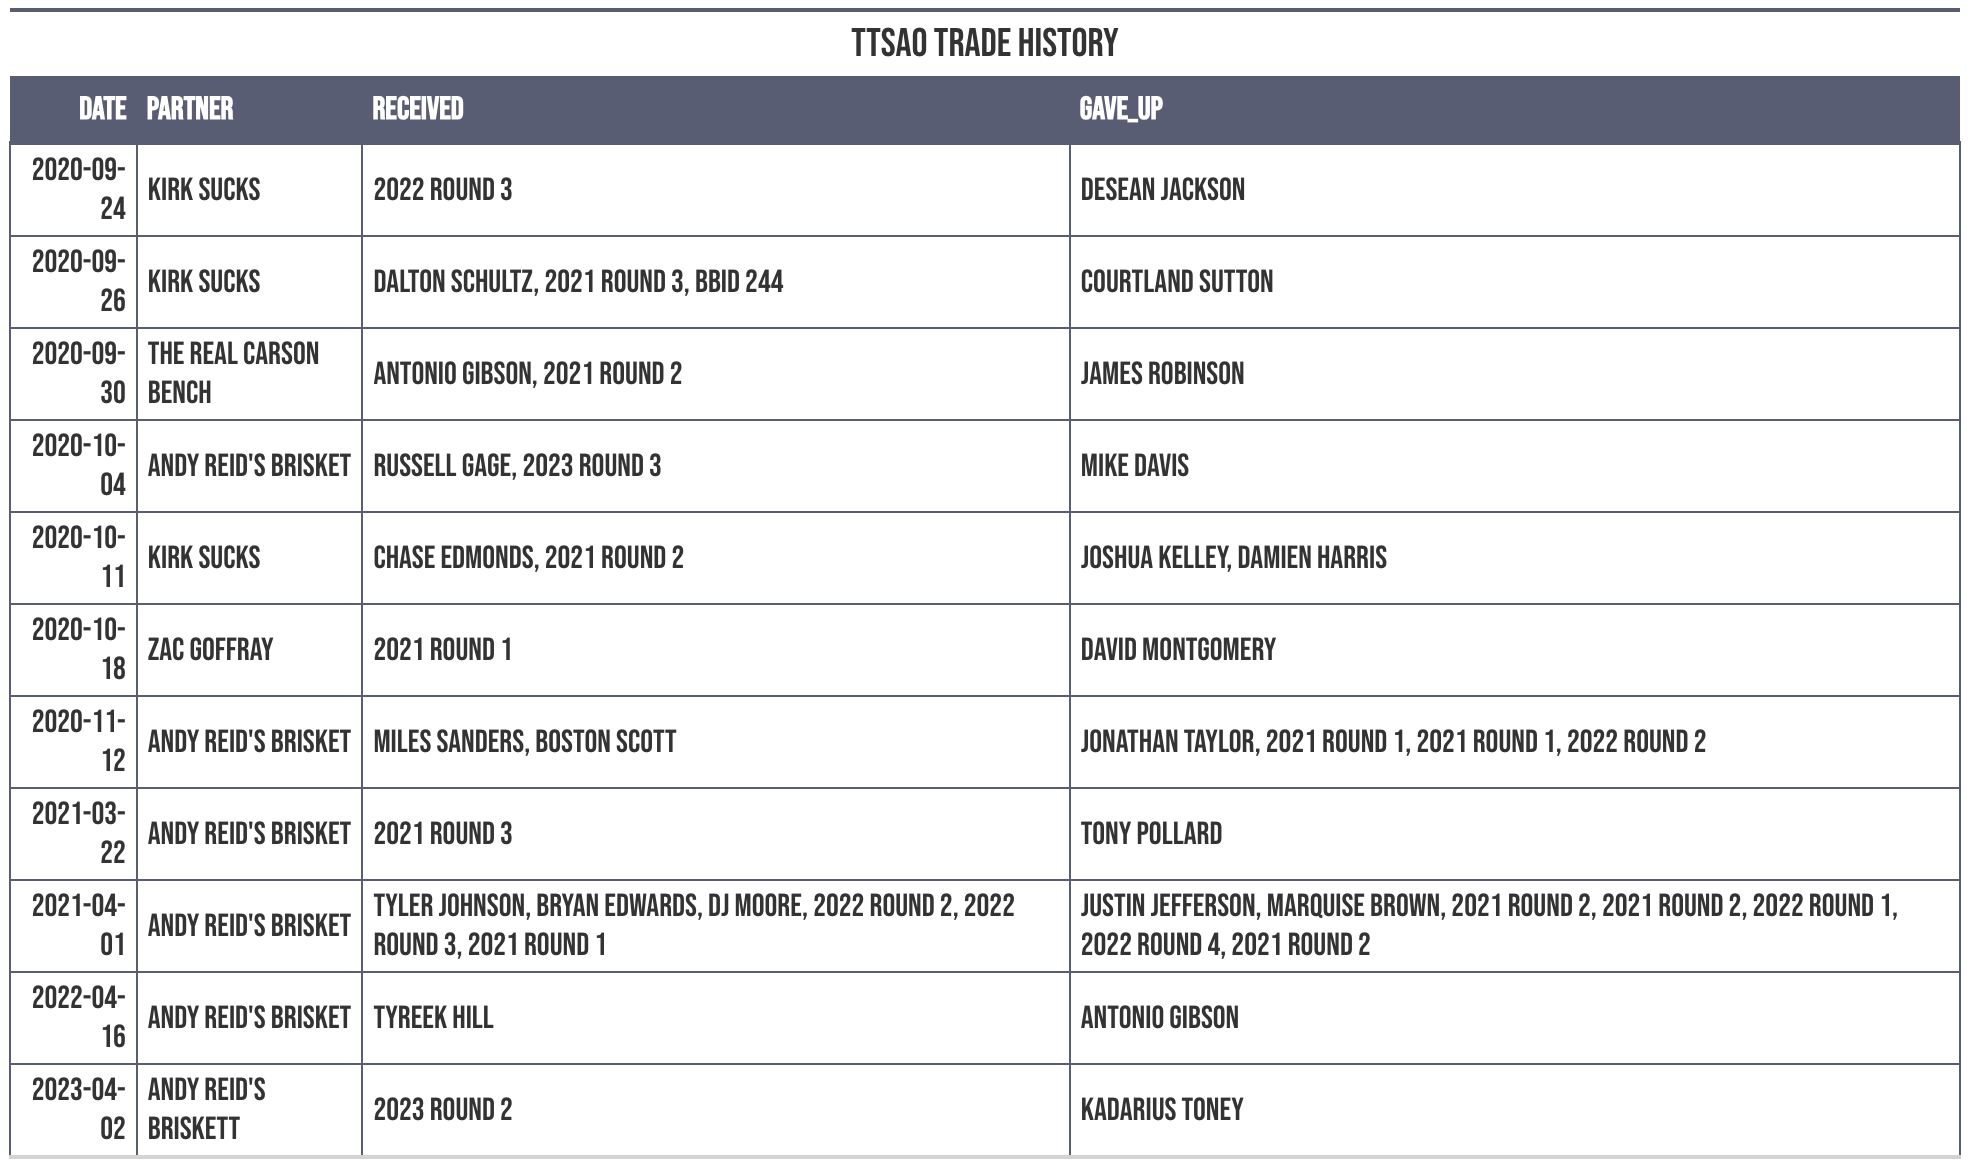 TTSAO TRADE HISTORY
DATE PARTNER RECEIVED GAVE_UP
2020-09-
24 KIRK SUCKS 2022 ROUND 3 DESEAN JACKSON
2020-09-
26 KIRK SUCKS DALTON SCHULTZ, 2021 ROUND 3, BBID 244 COURTLAND SUTTON
2020-09-
30 THE REAL CARSON
BENCH ANTONIO GIBSON, 2021 ROUND 2 JAMES ROBINSON
2020-10-
04 ANDY REID'S BRISKET RUSSELL GAGE, 2023 ROUND 3 MIKE DAVIS
2020-10-
11 KIRK SUCKS CHASE EDMONDS, 2021 ROUND 2 JOSHUA KELLEY, DAMIEN HARRIS
2020-10-
18 ZAC GOFFRAY 2021 ROUND 1 DAVID MONTGOMERY
2020-11-
12 ANDY REID'S BRISKET MILES SANDERS, BOSTON SCOTT JONATHAN TAYLOR, 2021 ROUND 1, 2021 ROUND 1, 2022 ROUND 2
2021-03-
22 ANDY REID'S BRISKET 2021 ROUND 3 TONY POLLARD
2021-04-
01 ANDY REID'S BRISKET TYLER JOHNSON, BRYAN EDWARDS, DJ MOORE, 2022 ROUND 2, 2022
ROUND 3, 2021 ROUND 1 JUSTIN JEFFERSON, MARQUISE BROWN, 2021 ROUND 2, 2021 ROUND 2, 2022 ROUND 1,
2022 ROUND 4, 2021 ROUND 2
2022-04-
16 ANDY REID'S BRISKET TYREEK HILL ANTONIO GIBSON
2023-04-
02 ANDY REID'S
BRISKETT 2023 ROUND 2 KADARIUS TONEY